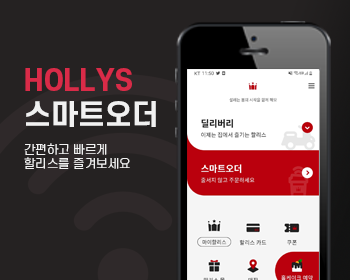 HOLLYS
스마트오더
간편하고 빠르게
할리스를 즐겨보세요
KT 11:59
딜리버리
이제는 집에서 즐기는 할리스
스마트오더
줄서지 않고 주문하세요
마이할리스
할리스 카드
쿠폰
홀케이크 예약